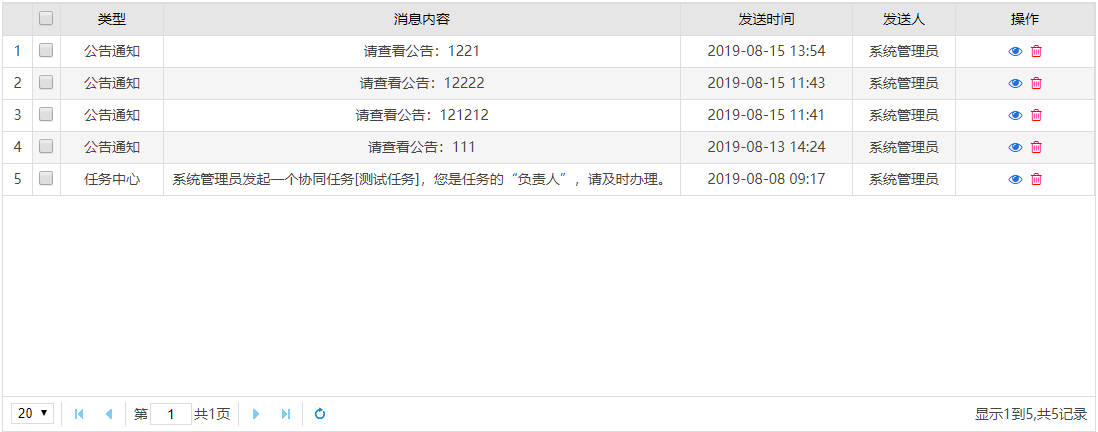 类型 消息内容 发送时间 发送人 操作
1 公告通知 请查看公告：1221 2019-08-15 13:54 系统管理员
2 公告通知 请查看公告：12222 2019-08-15 11:43 系统管理员
3 公告通知 请查看公告：121212 2019-08-15 11:41 系统管理员
4 公告通知 请查看公告：111 2019-08-13 14:24 系统管理员
5 任务中心 系统管理员发起一个协同任务[测试任务]，您是任务的“负责人”，请及时办理。 2019-08-08 09:17 系统管理员
20 第 1 共1页 显示1到5,共5记录